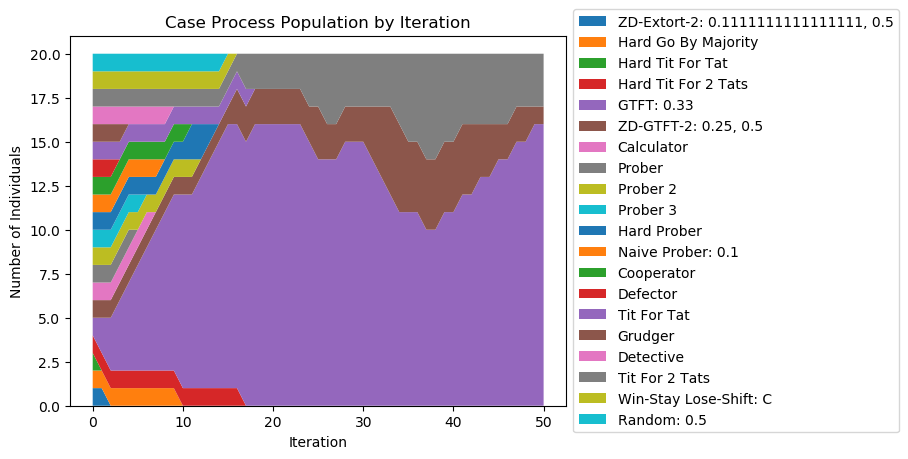 Case Process Population by Iteration
Number of Individuals
20.0
17.5
15.0
12.5
10.0
7.5
5.0
2.5
0.0
0
10
20
30
40
50
Iteration
ZD-Extort-2: 0.1111111111111111, 0.5
Hard Go By Majority
Hard Tit For Tat
Hard Tit For 2 Tats
GTFT: 0.33
ZD-GTFT-2: 0.25, 0.5
Calculator
Prober
Prober 2
Prober 3
Hard Prober
Naive Prober: 0.1
Cooperator
Defector
Tit For Tat
Grudger
Detective
Tit For 2 Tats
Win-Stay Lose-Shift: C
Random: 0.5